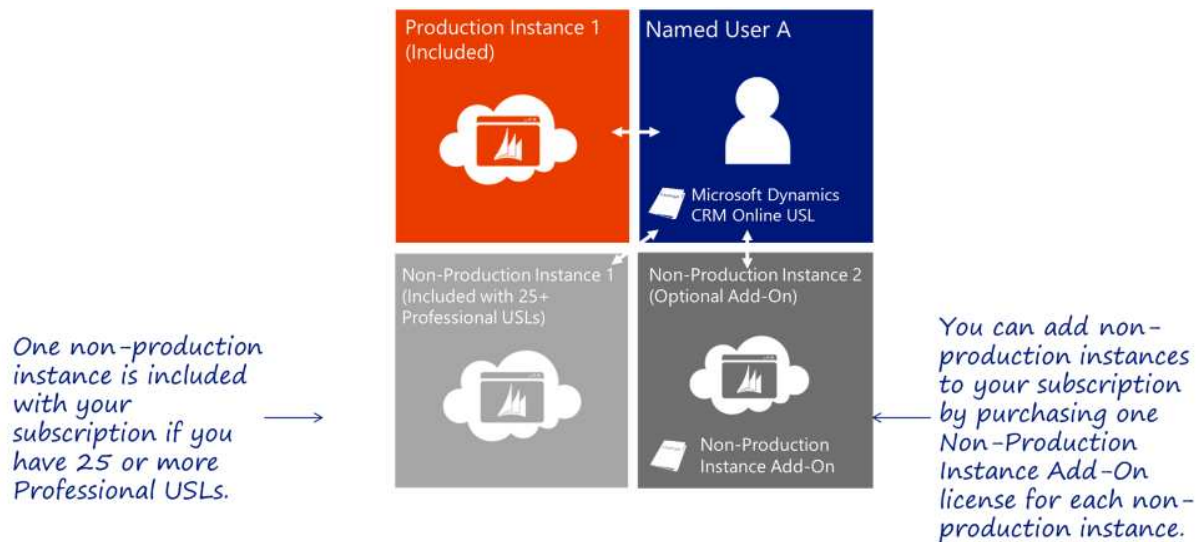 Production Instance 1
(Included)
Named User A
Microsoft Dynamics
CRM Online USL
Non-Production Instance 1
(Included with 25+
Professional USLs)
Non-Production Instance 2
(Optional Add-On)
Non-Production
Instance Add-On
One non-production
instance is included
with your
subscription if you
have 25 or more
Professional USLs.
You can add non-
production instances
to your subscription
by purchasing one
Non-Production
Instance Add-On
license for each non-
production instance.